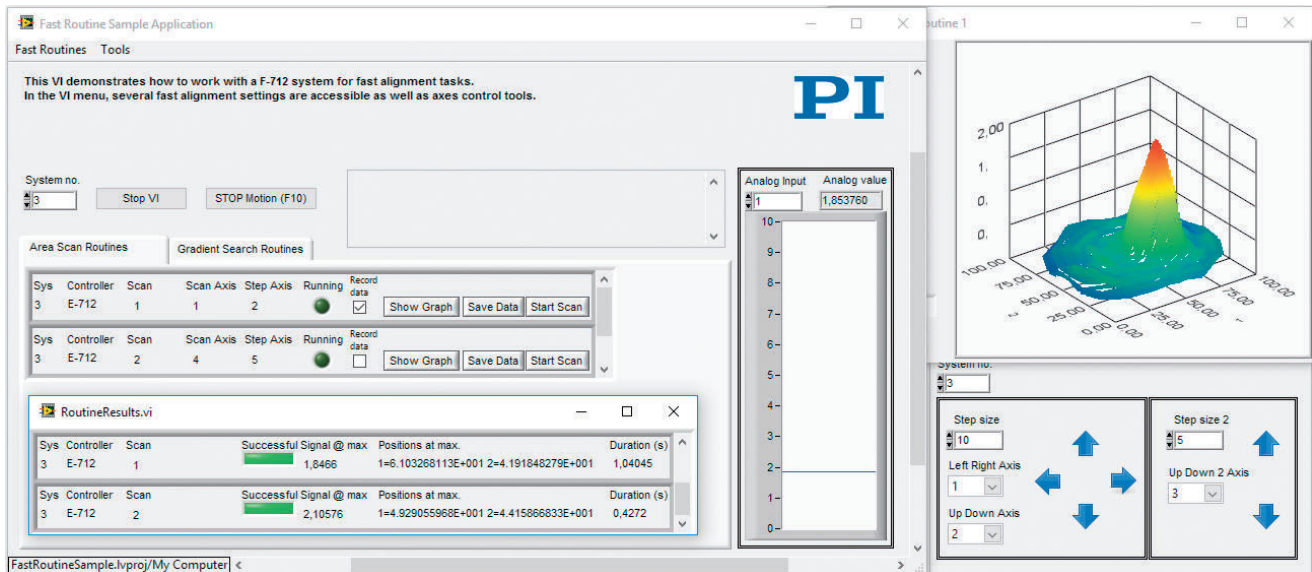 Fast Routine Sample Application
Fast Routines Tools
This VI demonstrates how to work with a F-712 system for fast alignment tasks.
In the VI menu, several fast alignment settings are accessible as well as axes control tools.
PI
System no.
3
Stop VI
STOP Motion (F10)
Area Scan Routines
Gradient Search Routines
Sys Controller Scan Scan Axis Step Axis Running Record data
3 E-712 1 1 2 Show Graph Save Data Start Scan
Sys Controller Scan Scan Axis Step Axis Running Record data
3 E-712 2 4 5 Show Graph Save Data Start Scan
RoutineResults.vi
Sys Controller Scan Successful Signal @ max Positions at max. Duration (s)
3 E-712 1 1,8466 1=6.103268113E+001 2=4.191848279E+001 1,04045
Sys Controller Scan Successful Signal @ max Positions at max. Duration (s)
3 E-712 2 2,10576 1=4.929055968E+001 2=4.415866833E+001 0,4272
FastRoutineSample.lvproj/My Computer
Analog Input Analog value
1 1,853760
10
9
8
7
6
5
4
3
2
1
0
outine 1
2,00
1,
0,
0,
100,00
75,00
50,00
25,00
0,00
2
0,00
25,00
50,00
75,00
100,00
1
System no.
3
Step size
10
Left Right Axis
1
Up Down Axis
2
Step size 2
5
Up Down 2 Axis
3